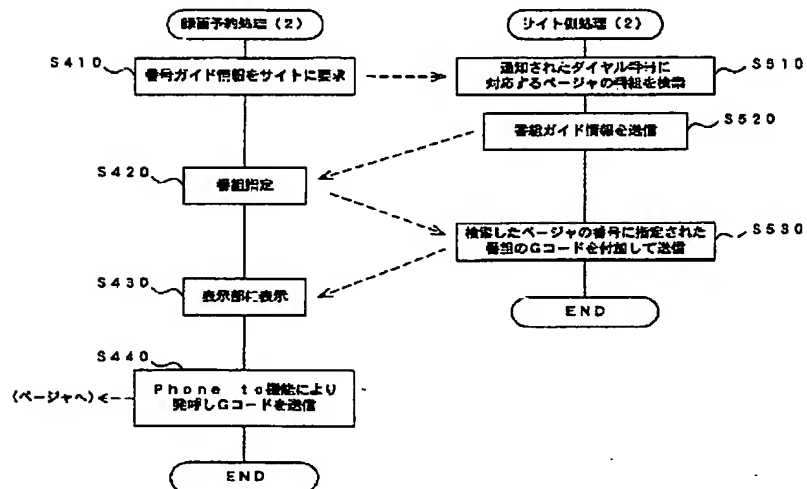 録画予約処理(2)
サイト側処理(2)
S410
番号ガイド情報をサイトに要求
通知されたダイヤル番号に
対応するページャの番組を検索
S510
番組ガイド情報を送信
S520
S420
番組指定
検索したページャの番号に指定された
番組のGコードを付加して送信
S530
S430
表示部に表示
END
S440
〈ページャへ〉
Phone to機能により
発呼しGコードを送信
END